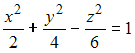 x²/2 + y²/4 − z²/6 = 1